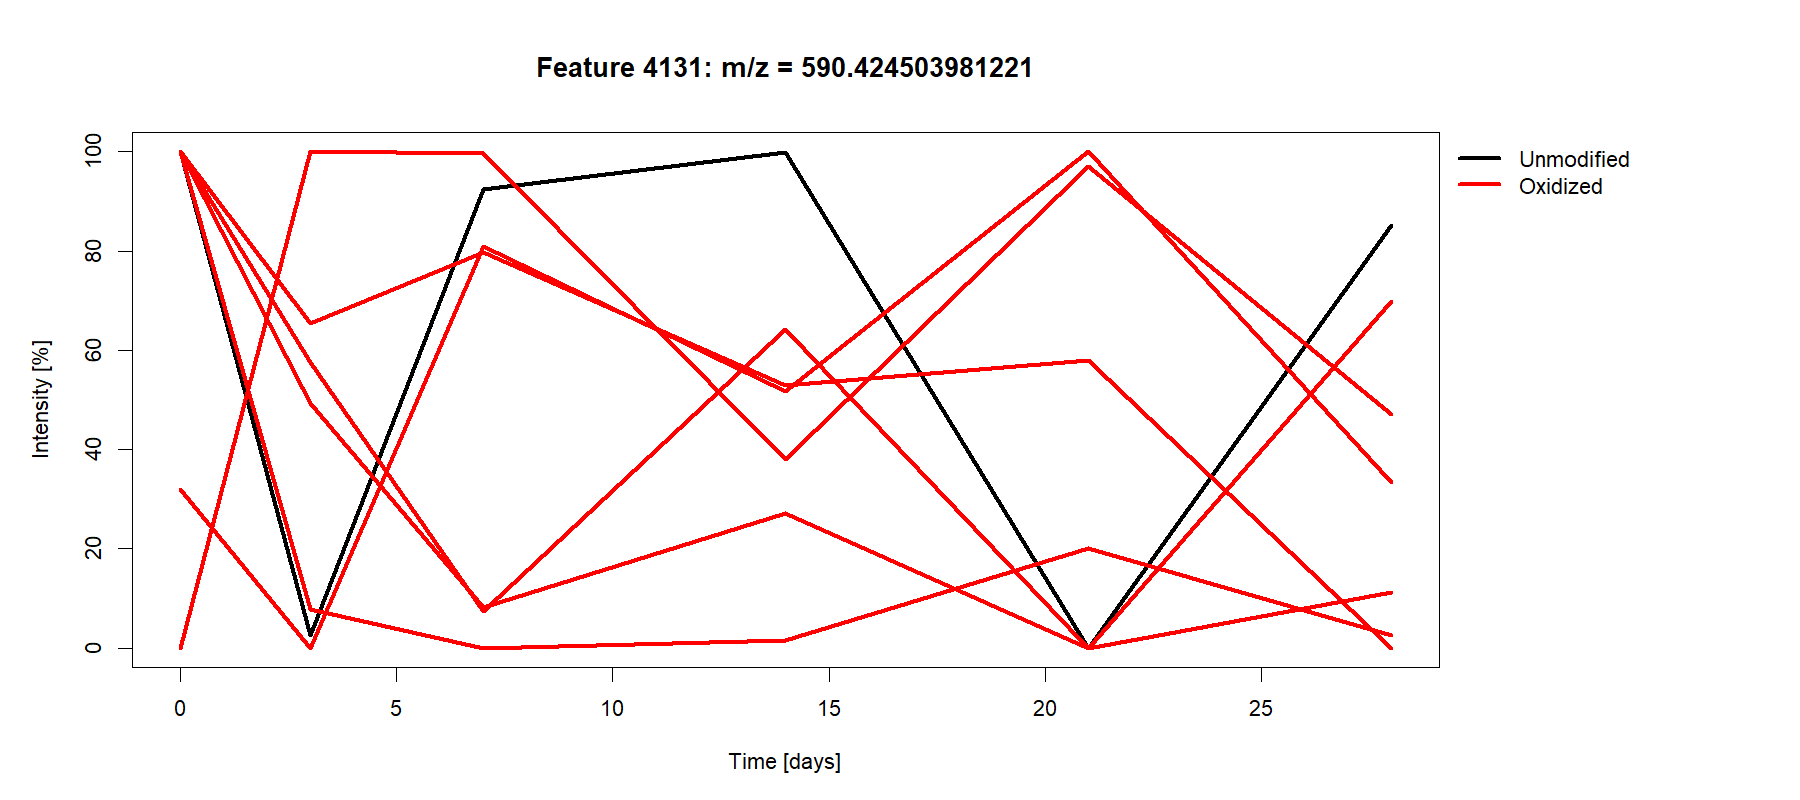 Feature 4131: m/z = 590.424503981221
Unmodified
Oxidized
Intensity [%]
100
80
60
40
20
0
0 5 10 15 20 25
Time [days]